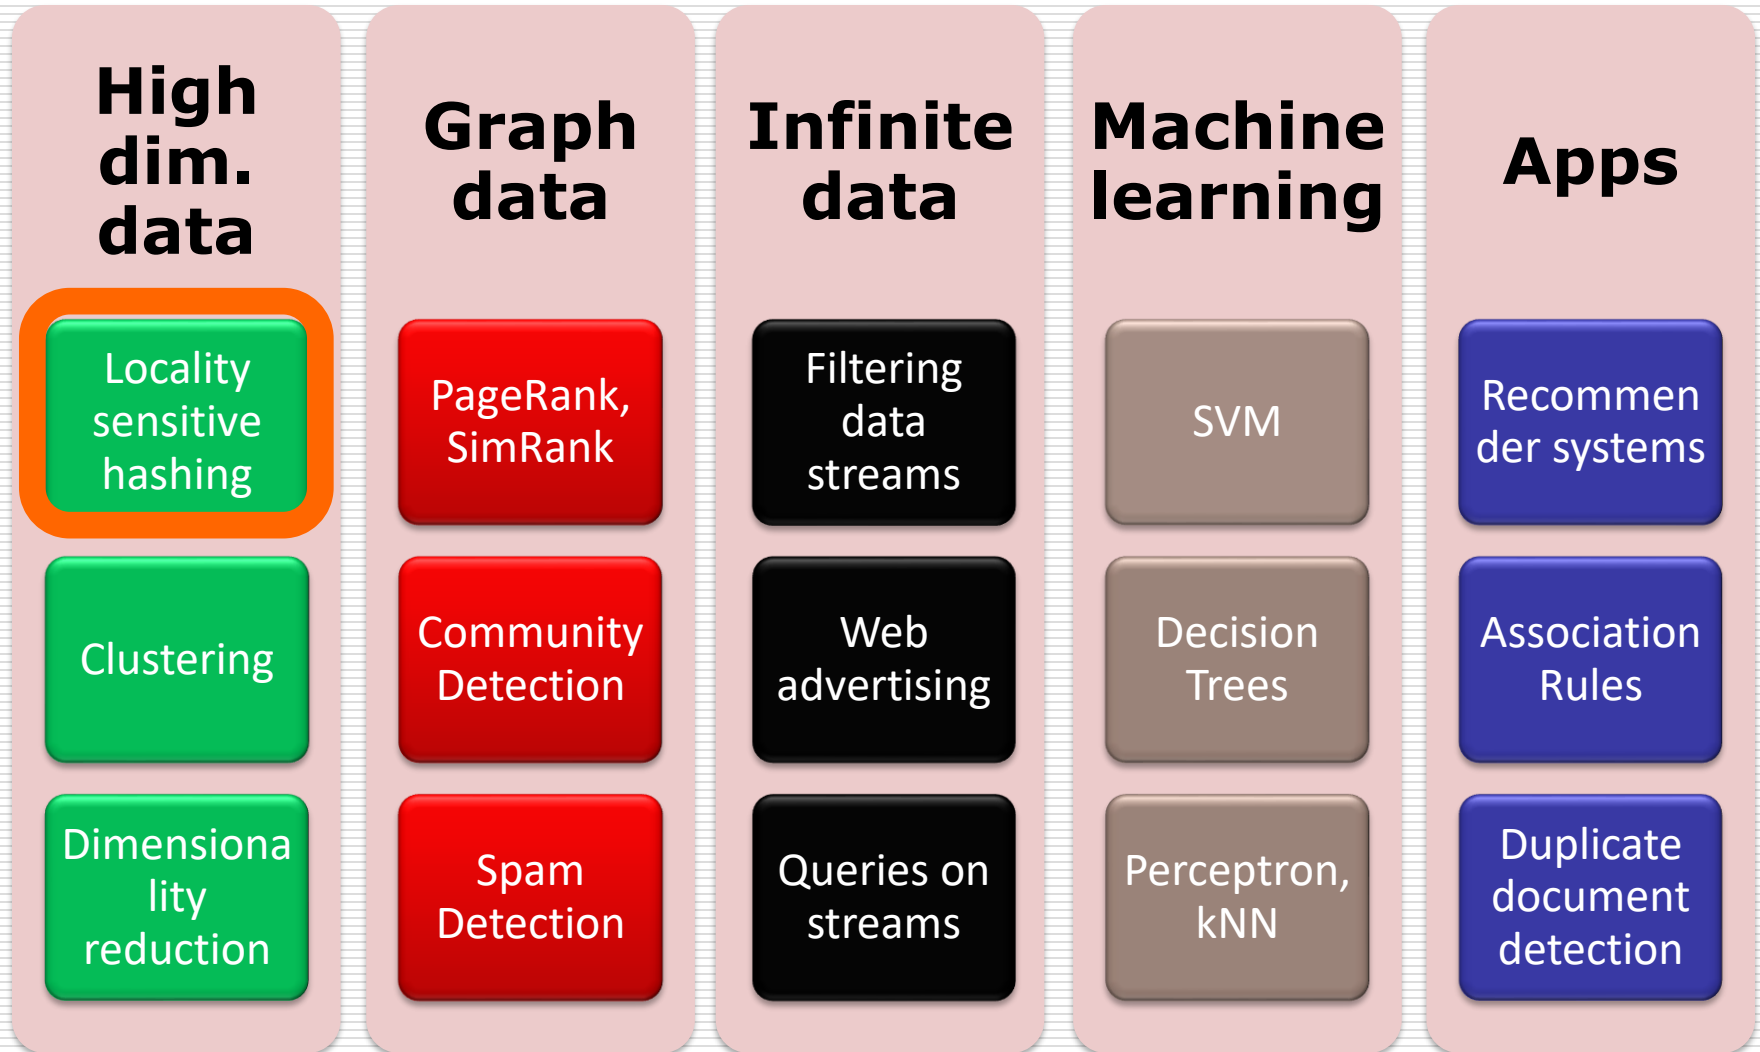 High
dim.
data
Locality
sensitive
hashing
Clustering
Dimensiona
lity
reduction
Graph
data
PageRank,
SimRank
Community
Detection
Spam
Detection
Infinite
data
Filtering
data
streams
Web
advertising
Queries on
streams
Machine
learning
SVM
Decision
Trees
Perceptron,
kNN
Apps
Recommen
der systems
Association
Rules
Duplicate
document
detection